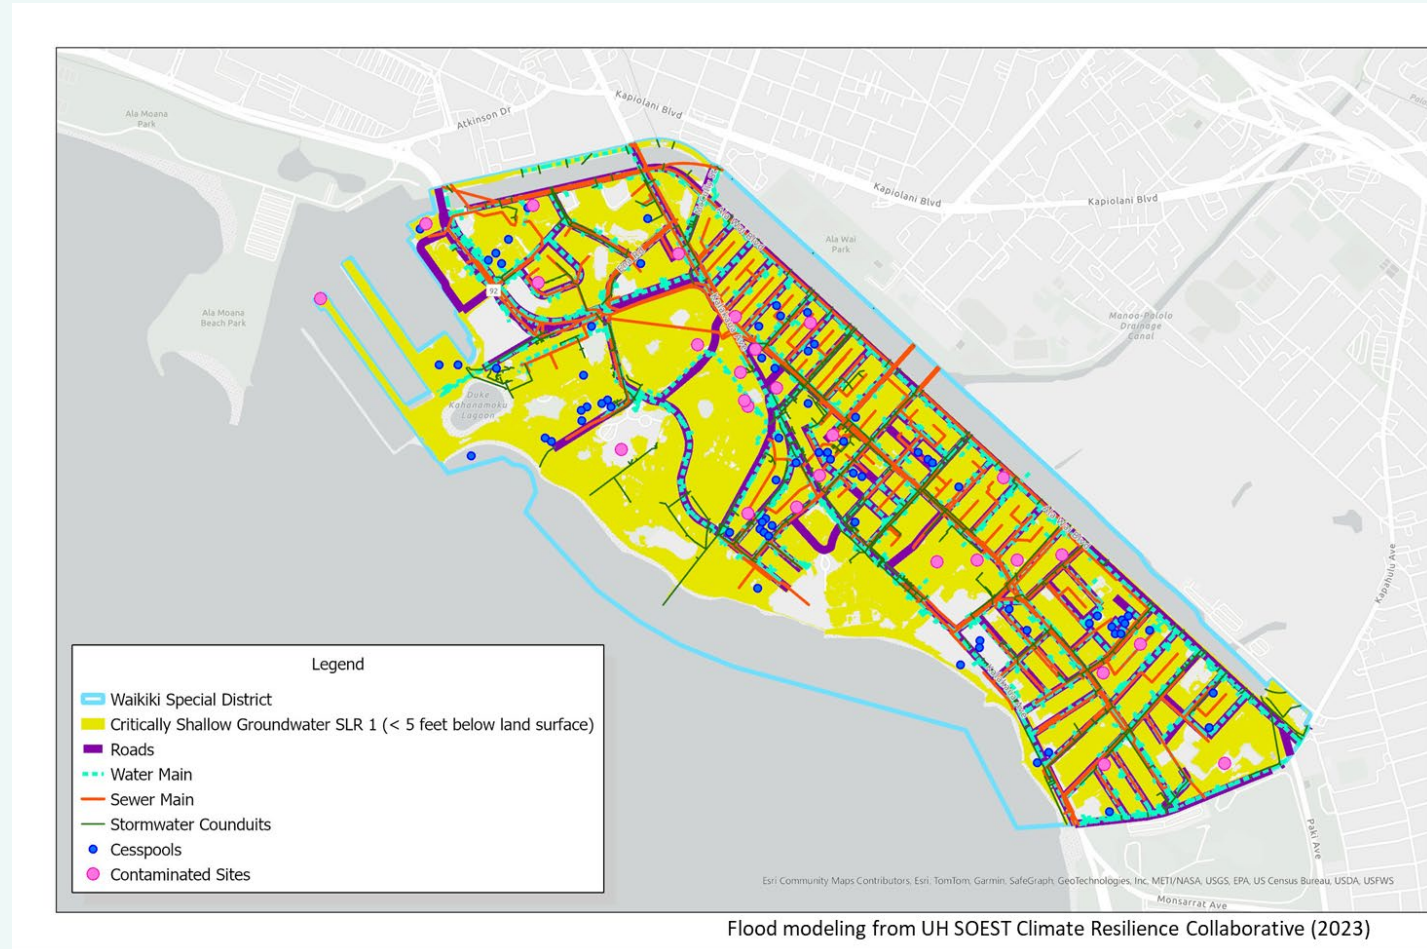 Ala Moana
Park
Atkinson Dr
Kapiolani Blvd
Kapiolani Blvd
Kapiolani Blvd
Ala Wai
Park
92
Ala Moana
Beach Park
Manoa-Palolo
Drainage
Canal
Duke
Kahanamoku
Lagoon
Kapahulu Ave
Paki Ave
Monsarrat Ave
Legend
Waikiki Special District
Critically Shallow Groundwater SLR 1 (< 5 feet below land surface)
Roads
Water Main
Sewer Main
Stormwater Counduits
Cesspools
Contaminated Sites
Esri Community Maps Contributors, Esri, TomTom, Garmin, SafeGraph, GeoTechnologies, Inc, METI/NASA, USGS, EPA, US Census Bureau, USDA, USFWS
Flood modeling from UH SOEST Climate Resilience Collaborative (2023)